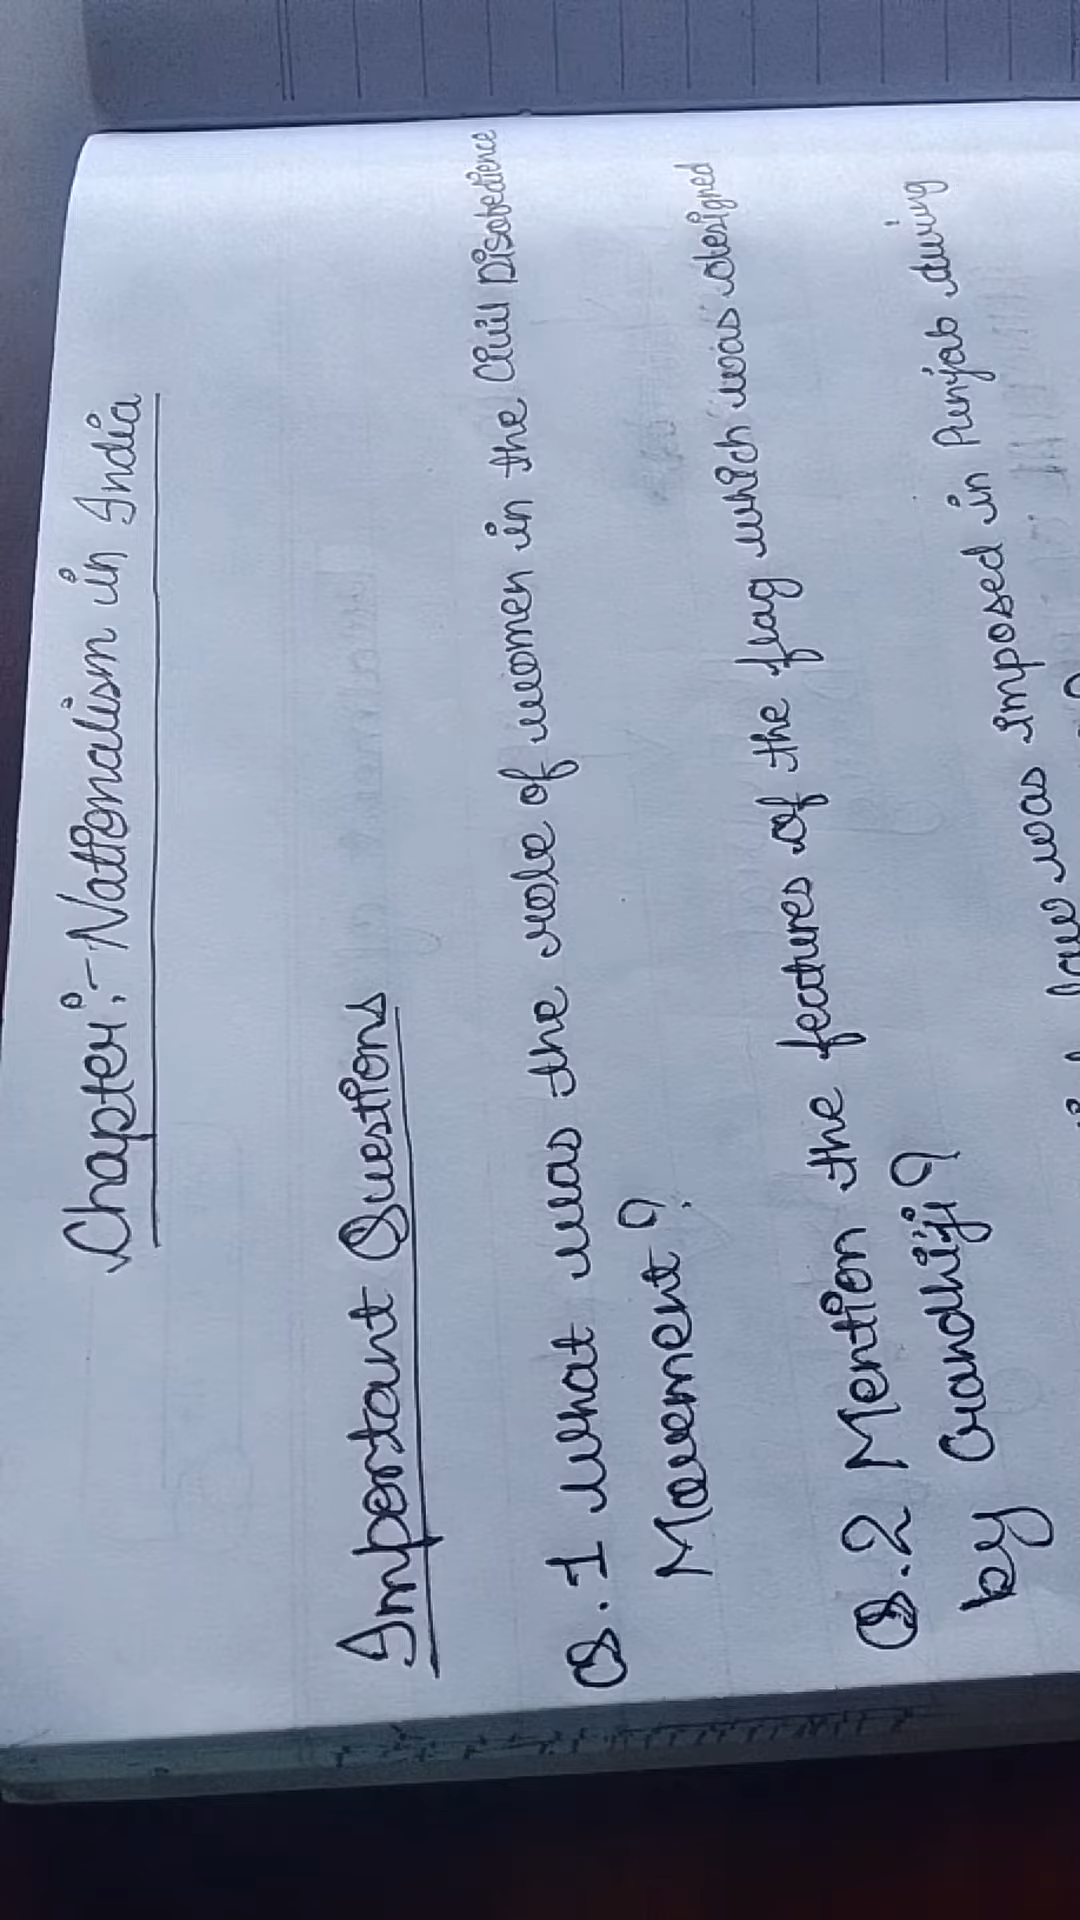 Chapter:- Nationalism in India
Important Questions
Q.1 What was the role of women in the Civil Disobedience
Movement?
Q.2 Mention the features of the flag which was designed
by Gandhiji?
law was imposed in Punjab during